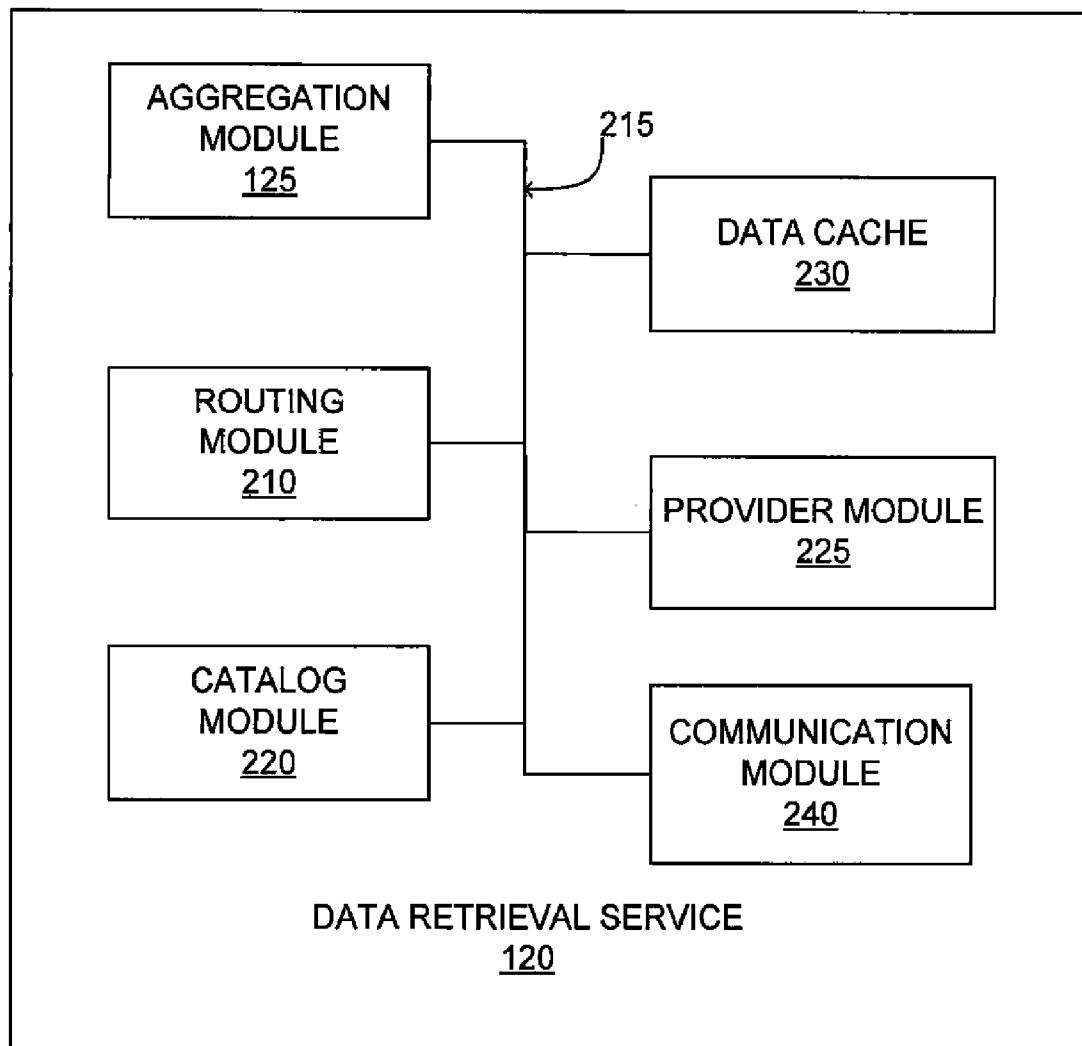 AGGREGATION
MODULE
125
215
DATA CACHE
230
ROUTING
MODULE
210
PROVIDER MODULE
225
CATALOG
MODULE
220
COMMUNICATION
MODULE
240
DATA RETRIEVAL SERVICE
120